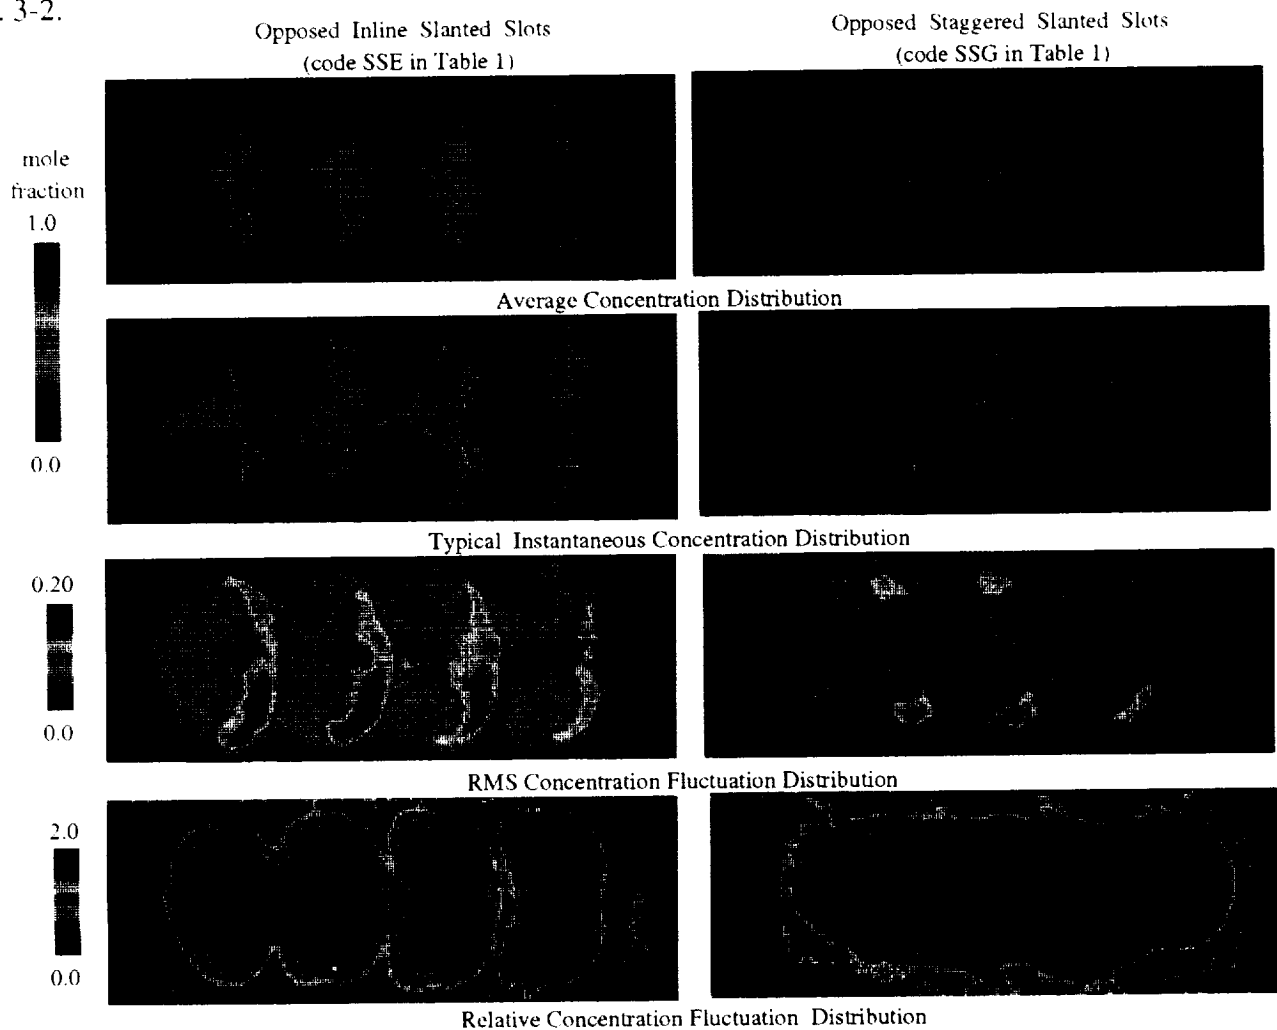 . 3-2.
Opposed Inline Slanted Slots
(code SSE in Table 1)
Opposed Staggered Slanted Slots
(code SSG in Table 1)
mole
fraction
1.0
0.0
Average Concentration Distribution
Typical Instantaneous Concentration Distribution
0.20
0.0
RMS Concentration Fluctuation Distribution
2.0
0.0
Relative Concentration Fluctuation Distribution